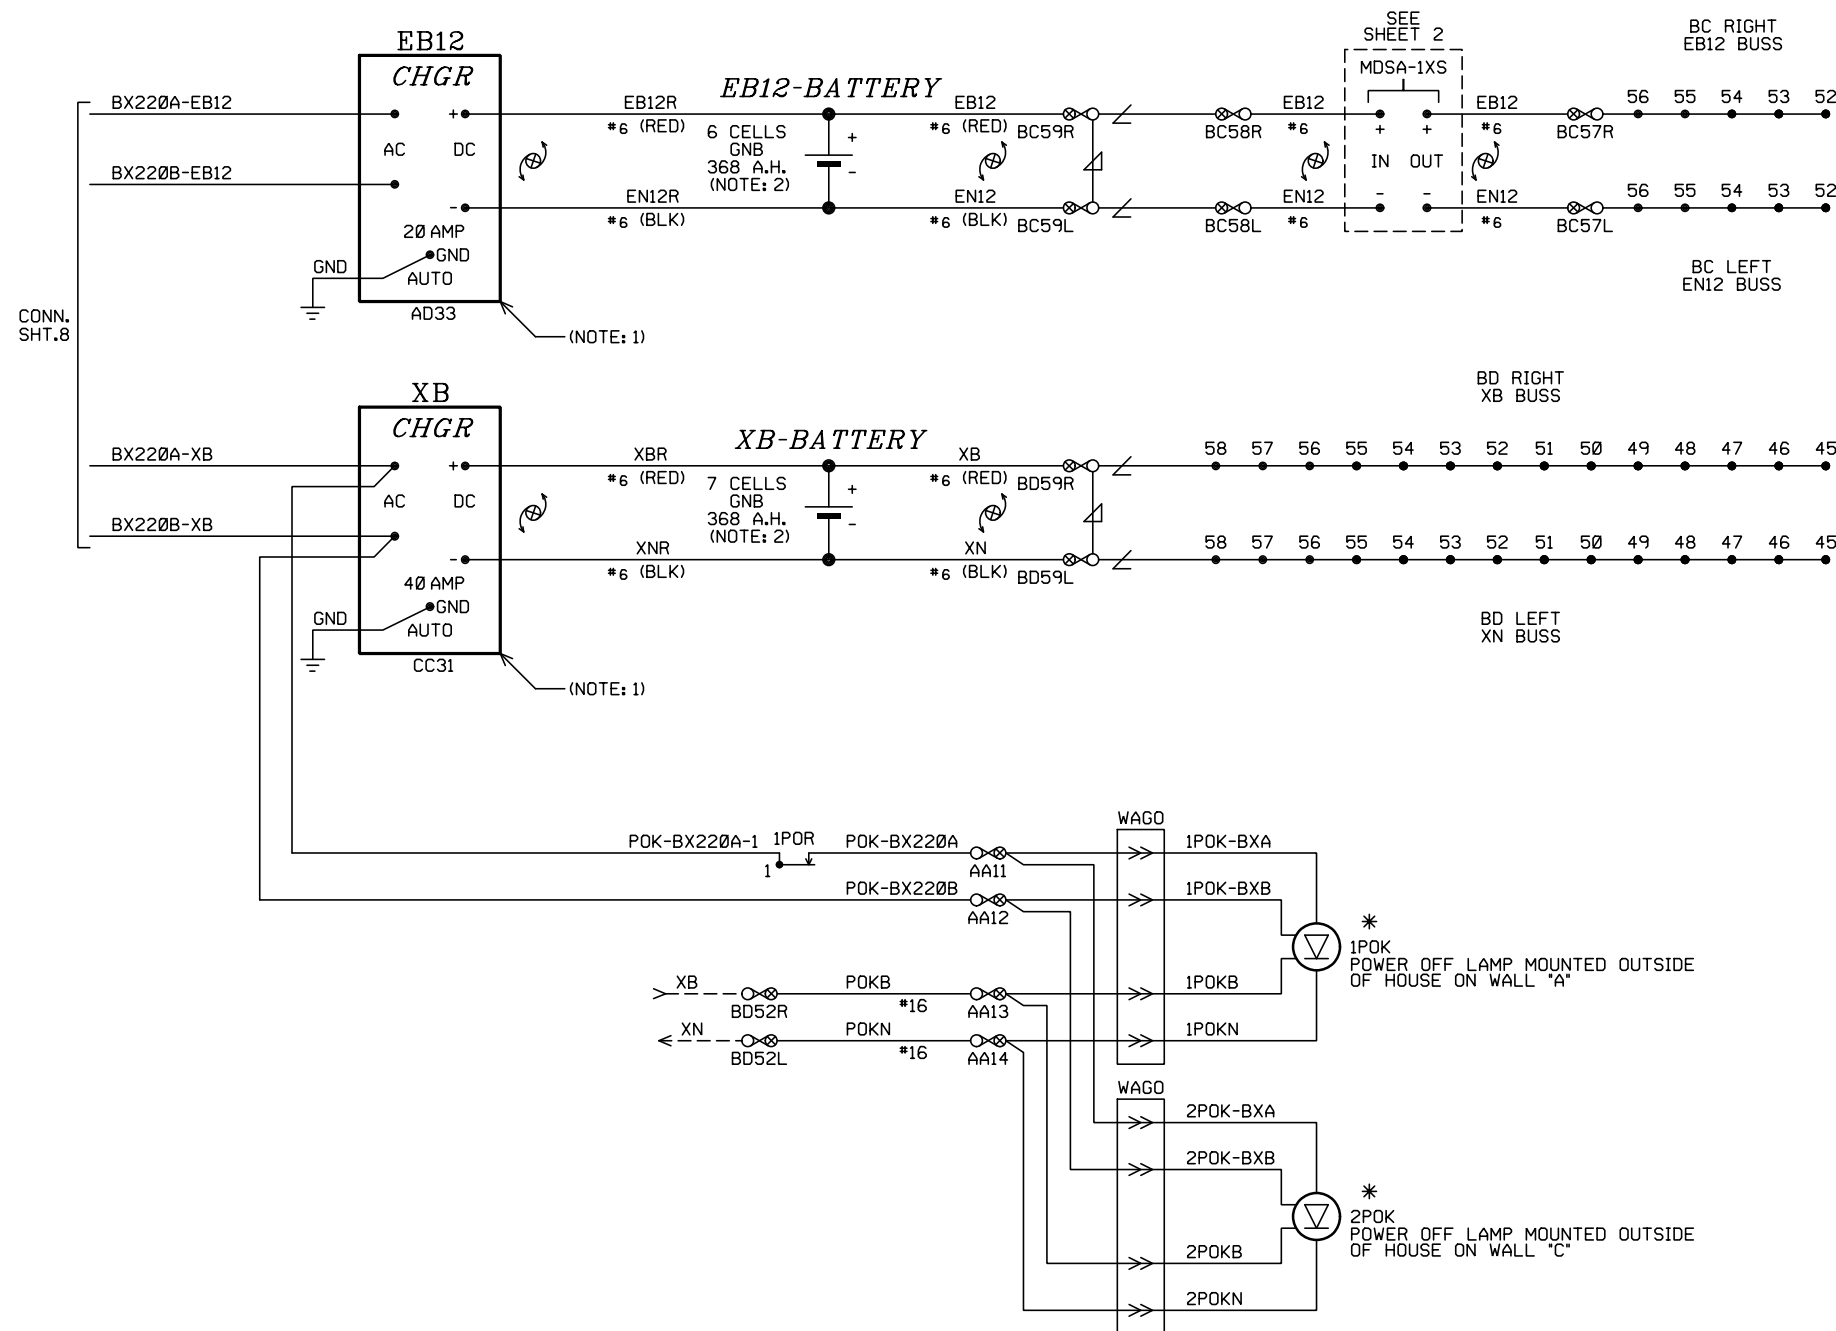 EB12
CHGR
BX220A-EB12
BX220B-EB12
+
AC DC
-
20 AMP
GND
AUTO
GND
AD33
(NOTE: 1)
CONN.
SHT.8
EB12-BATTERY
EB12R
#6 (RED)
EN12R
#6 (BLK)
6 CELLS
GNB
368 A.H.
(NOTE: 2)
+
-
EB12
#6 (RED)
BC59R
EN12
#6 (BLK)
BC59L
BC58R
BC58L
EB12
#6
EN12
#6
SEE
SHEET 2
MDSA-1XS
+ +
IN OUT
- -
EB12
#6
EN12
#6
BC57R
BC57L
BC RIGHT
EB12 BUSS
56 55 54 53 52
56 55 54 53 52
BC LEFT
EN12 BUSS
XB
CHGR
BX220A-XB
BX220B-XB
+
AC DC
-
40 AMP
GND
AUTO
GND
CC31
(NOTE: 1)
XB-BATTERY
XBR
#6 (RED)
XNR
#6 (BLK)
7 CELLS
GNB
368 A.H.
(NOTE: 2)
+
-
XB
#6 (RED)
BD59R
XN
#6 (BLK)
BD59L
BD RIGHT
XB BUSS
58 57 56 55 54 53 52 51 50 49 48 47 46 45
58 57 56 55 54 53 52 51 50 49 48 47 46 45
BD LEFT
XN BUSS
POK-BX220A-1
1POR
1
POK-BX220A
AA11
POK-BX220B
AA12
XB
BD52R
POKB
#16
AA13
XN
BD52L
POKN
#16
AA14
WAGO
1POK-BXA
1POK-BXB
1POKB
1POKN
*
1POK
POWER OFF LAMP MOUNTED OUTSIDE
OF HOUSE ON WALL "A"
WAGO
2POK-BXA
2POK-BXB
2POKB
2POKN
*
2POK
POWER OFF LAMP MOUNTED OUTSIDE
OF HOUSE ON WALL "C"